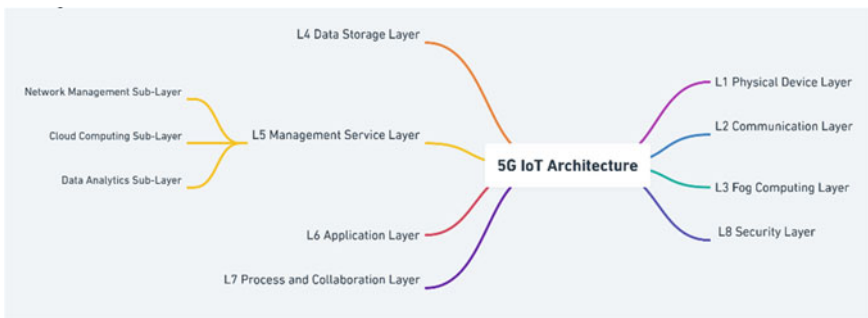 L4 Data Storage Layer
Network Management Sub-Layer
Cloud Computing Sub-Layer
L5 Management Service Layer
Data Analytics Sub-Layer
L6 Application Layer
L7 Process and Collaboration Layer
5G IoT Architecture
L1 Physical Device Layer
L2 Communication Layer
L3 Fog Computing Layer
L8 Security Layer